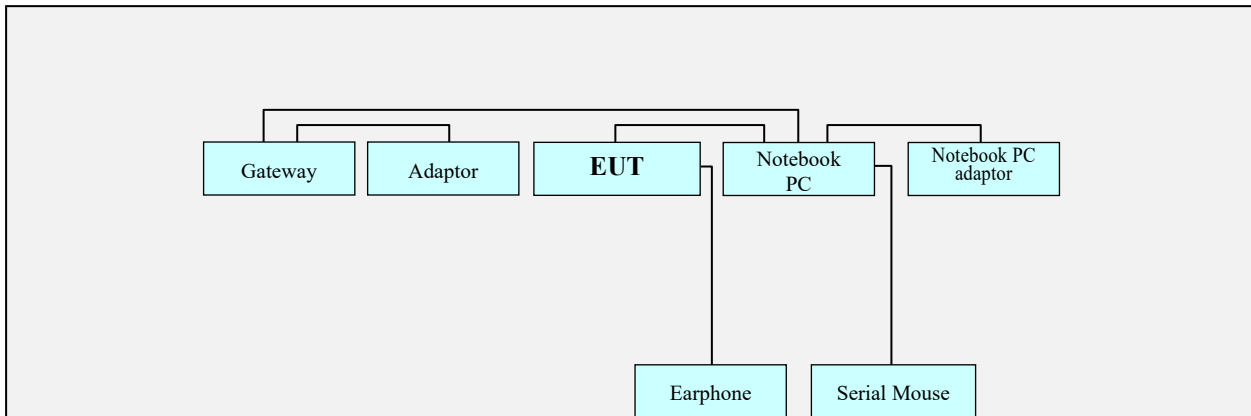 Gateway
Adaptor
EUT
Notebook
PC
Notebook PC
adaptor
Earphone
Serial Mouse